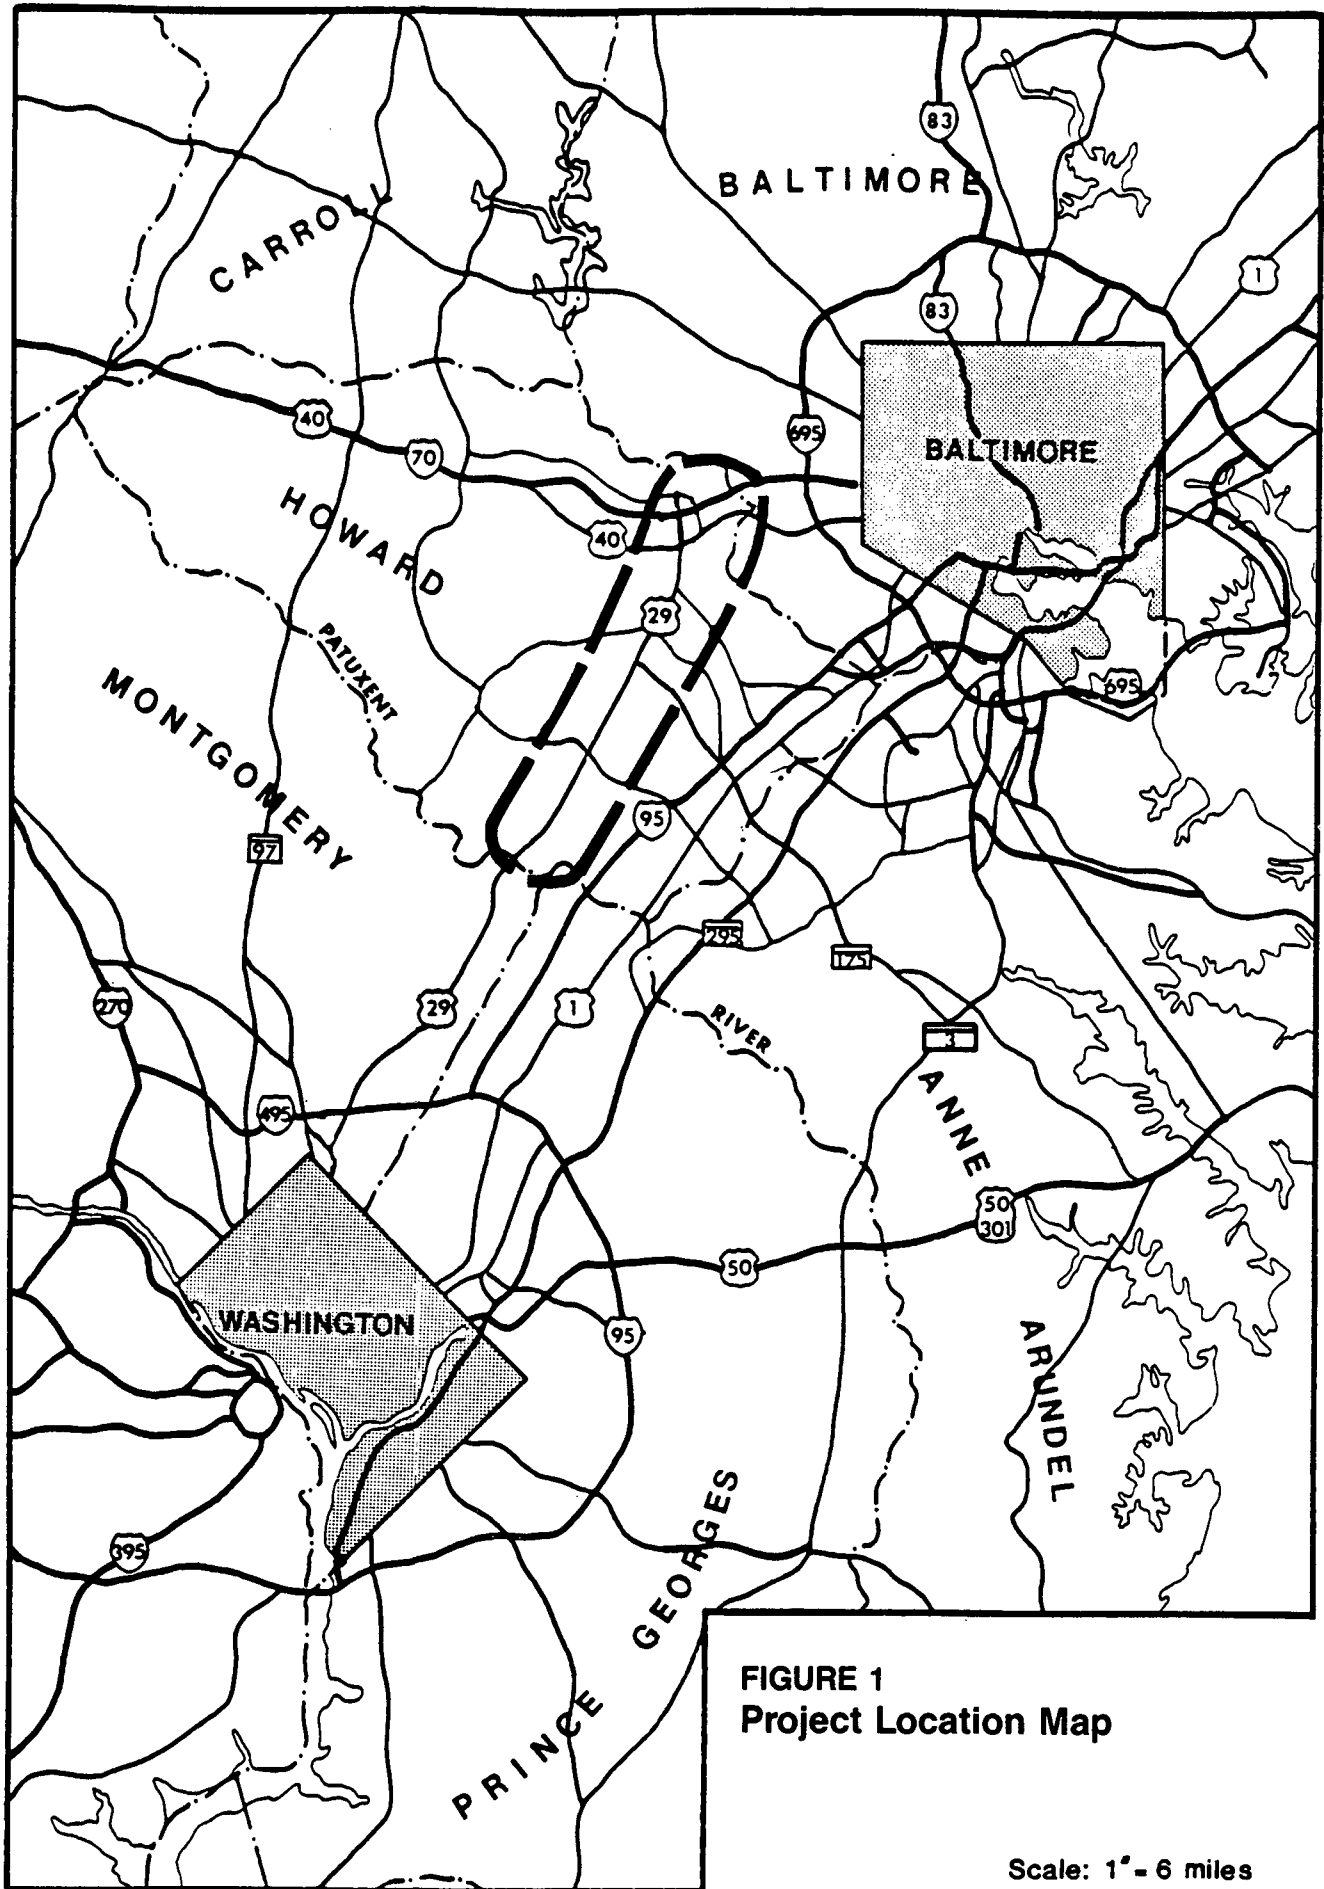 83
BALTIMORE
CARROLL
1
83
40
695
70
BALTIMORE
HOWARD
40
29
PATUXENT
695
MONTGOMERY
95
97
295
175
270
29
1
RIVER
3
495
ANNE
50
301
50
WASHINGTON
95
ARUNDEL
395
PRINCE GEORGES
FIGURE 1
Project Location Map
Scale: 1" = 6 miles